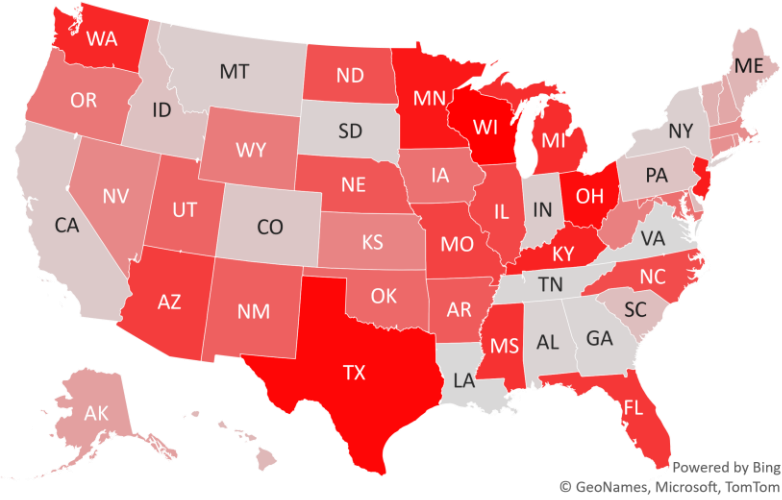 WA
ME
MT
ND
MN
OR
ID
SD
WI
MI
NY
WY
PA
IA
NE
NV
UT
IL
IN
OH
CA
CO
KS
MO
KY
VA
TN
NC
AZ
NM
OK
AR
SC
MS
AL
GA
TX
LA
FL
AK
Powered by Bing
© GeoNames, Microsoft, TomTom